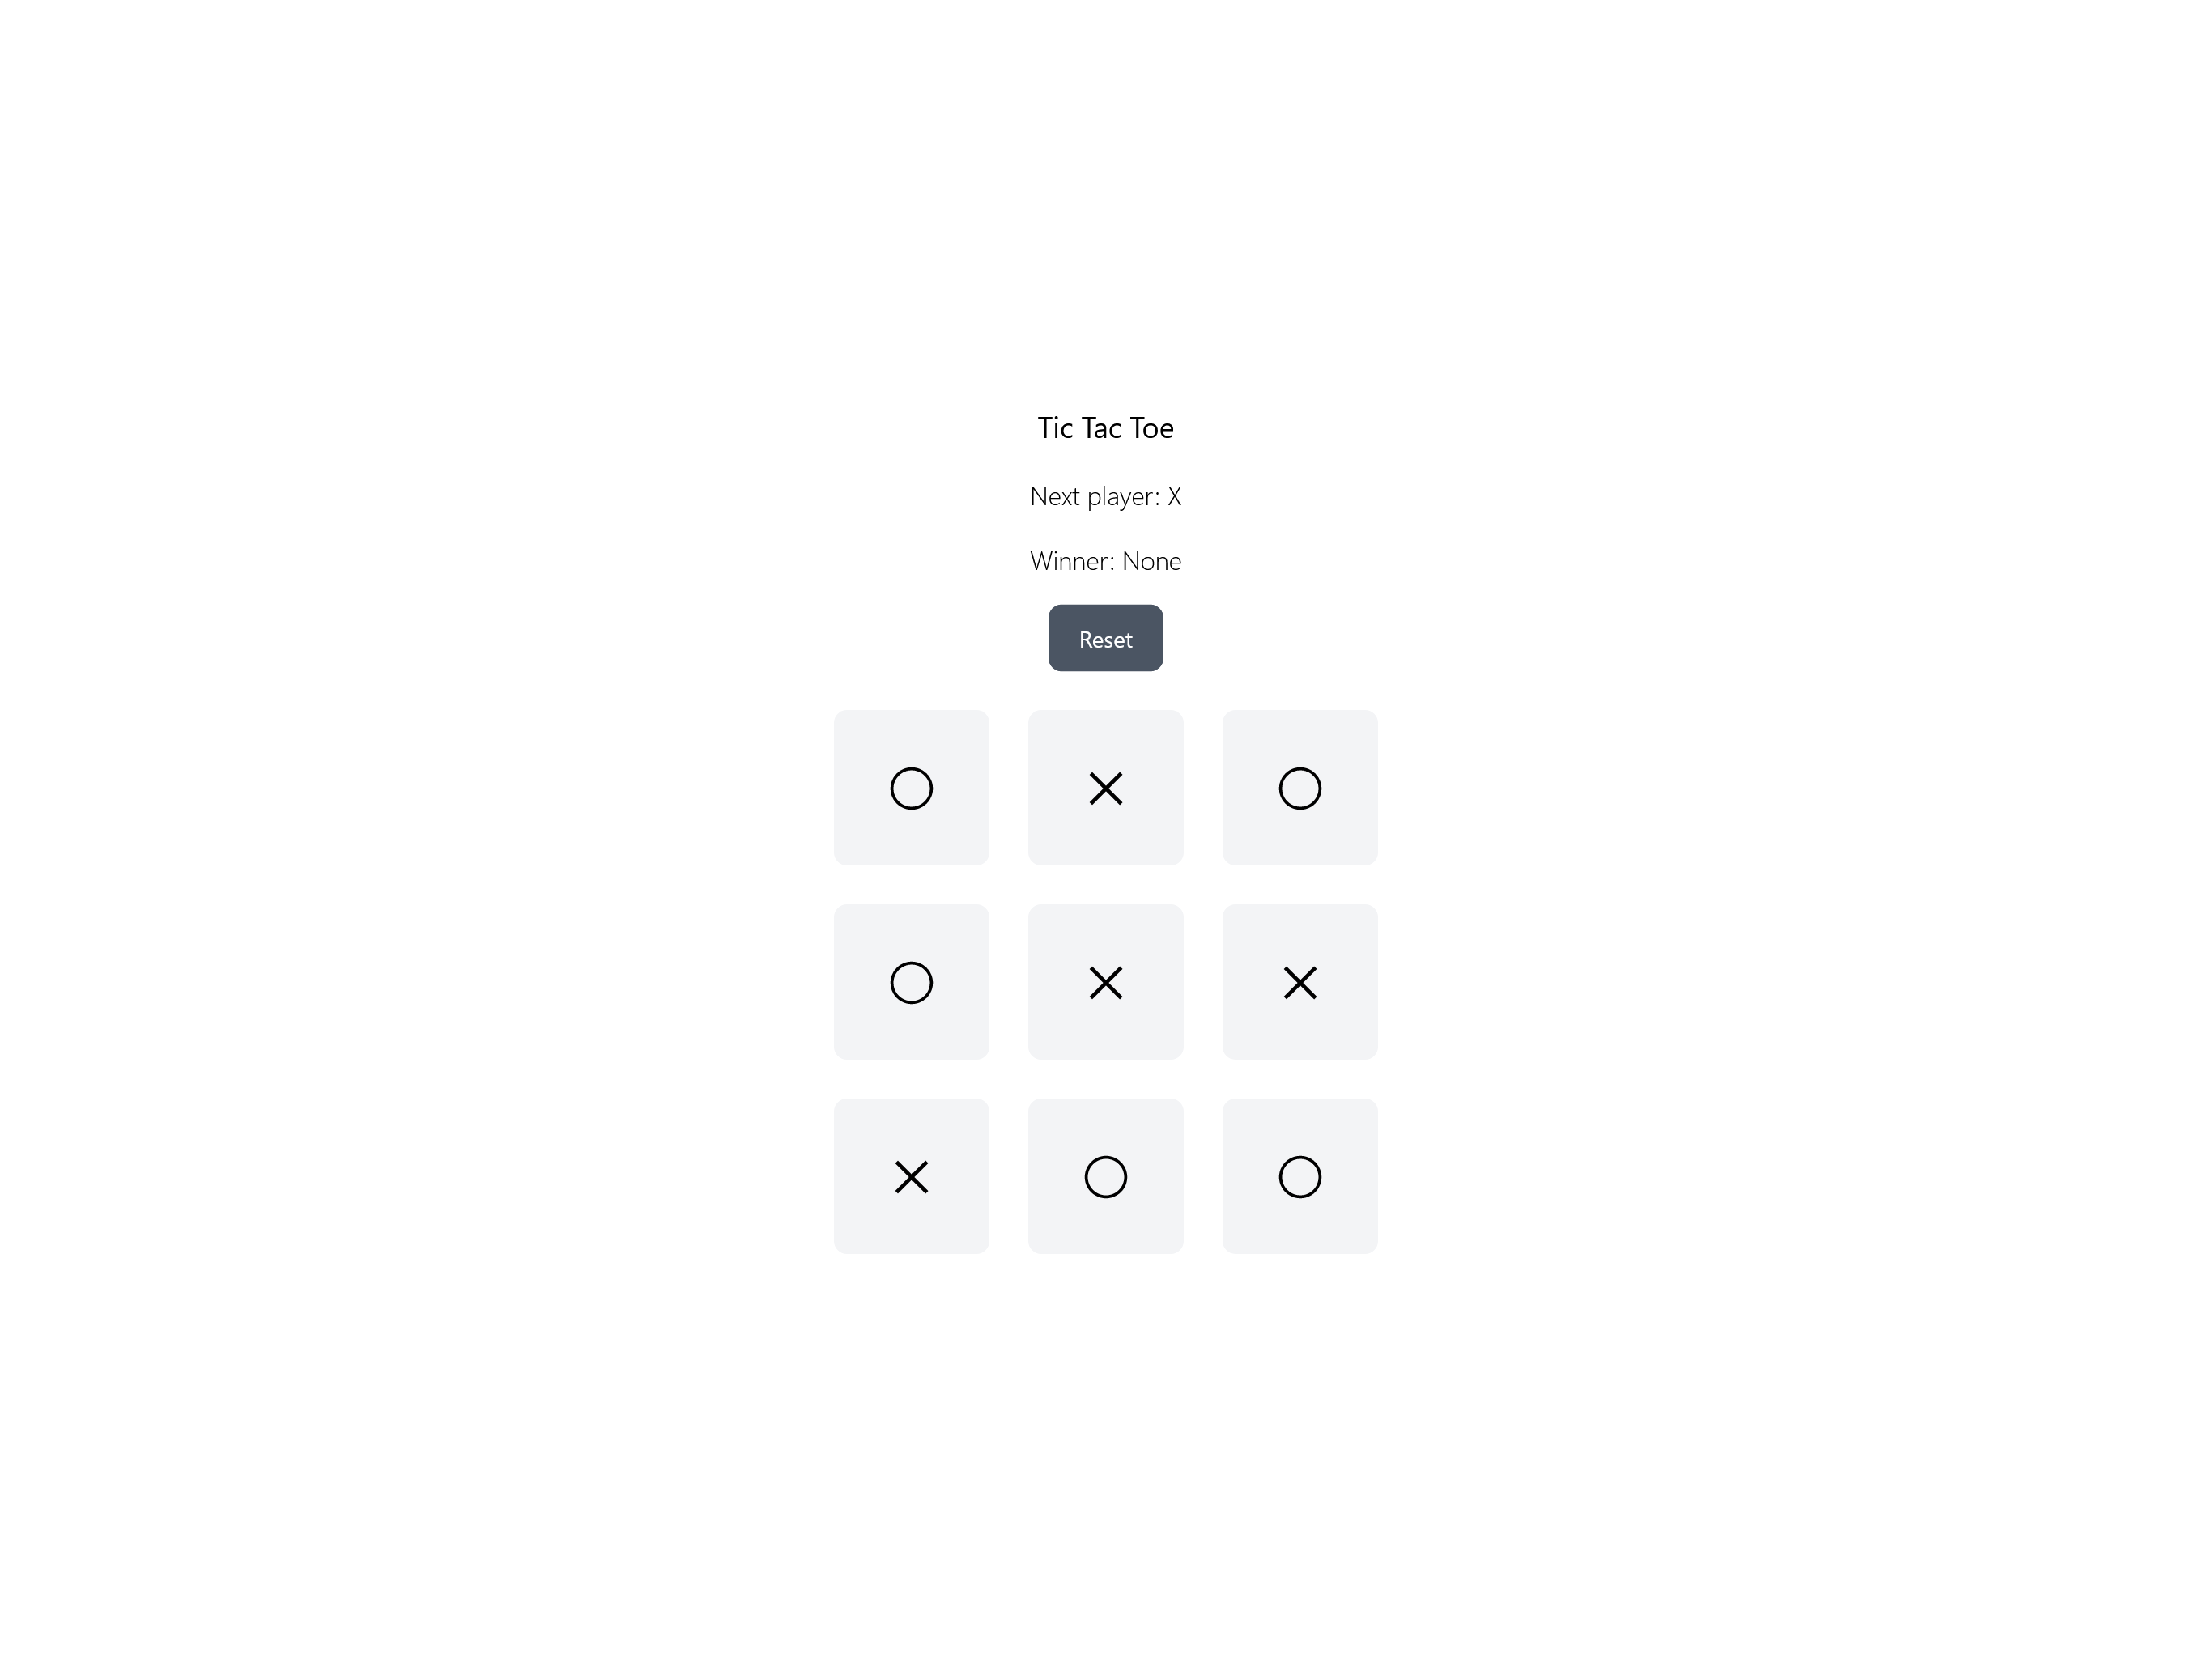 Tic Tac Toe
Next player: X
Winner: None
Reset
○ × ○
○ × ×
× ○ ○